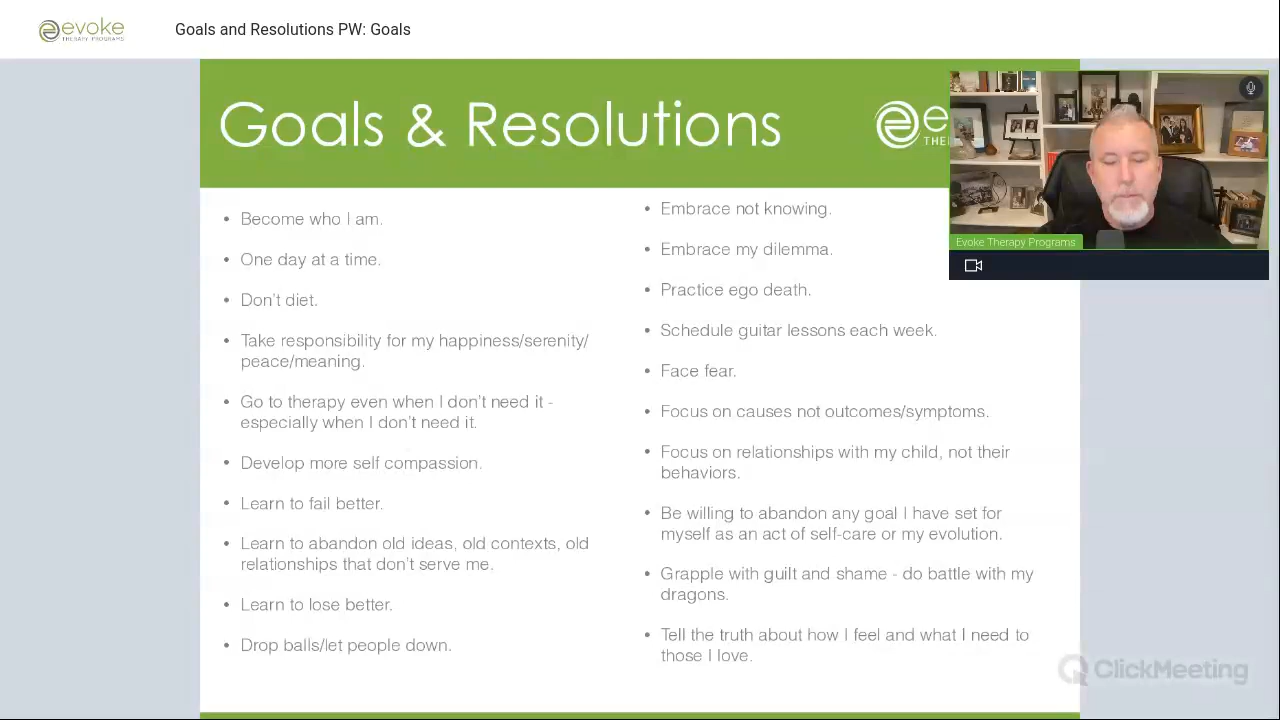 evoke
THERAPY PROGRAMS
Goals and Resolutions PW: Goals
Goals & Resolutions
e
THE
• Become who I am.
• One day at a time.
• Don't diet.
• Take responsibility for my happiness/serenity/
peace/meaning.
• Go to therapy even when I don't need it -
especially when I don't need it.
• Develop more self compassion.
• Learn to fail better.
• Learn to abandon old ideas, old contexts, old
relationships that don't serve me.
• Learn to lose better.
• Drop balls/let people down.
• Embrace not knowing.
• Embrace my dilemma.
• Practice ego death.
• Schedule guitar lessons each week.
• Face fear.
• Focus on causes not outcomes/symptoms.
• Focus on relationships with my child, not their
behaviors.
• Be willing to abandon any goal I have set for
myself as an act of self-care or my evolution.
• Grapple with guilt and shame - do battle with my
dragons.
• Tell the truth about how I feel and what I need to
those I love.
Evoke Therapy Programs
ClickMeeting